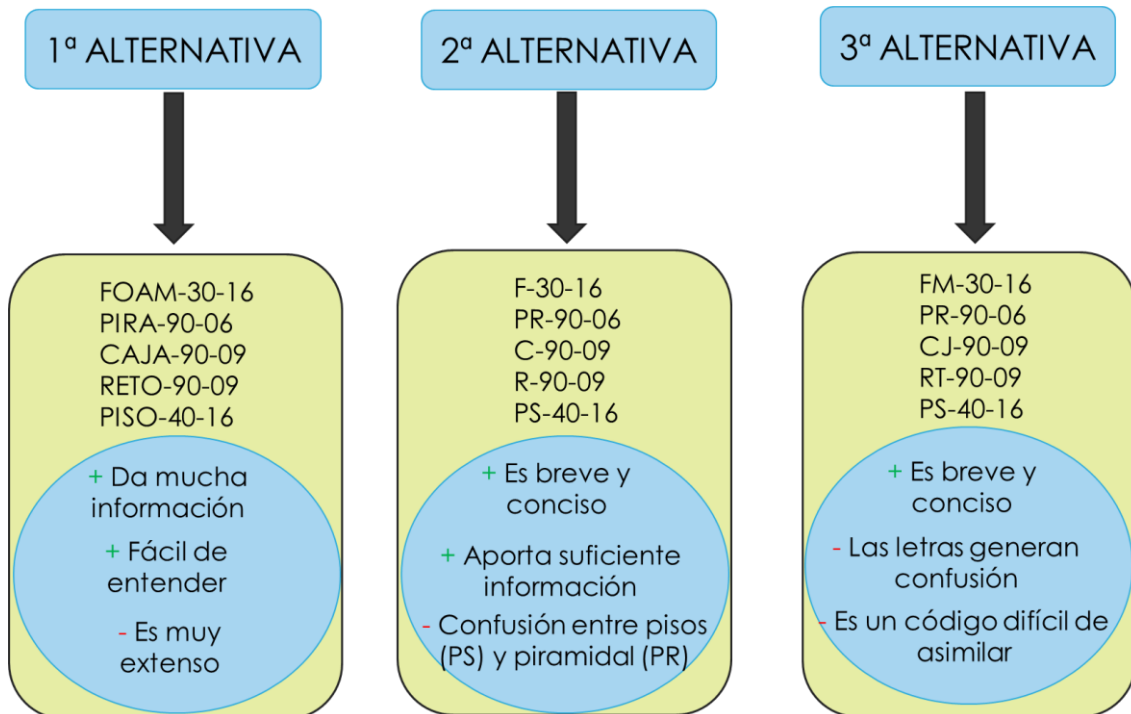 1ª ALTERNATIVA
FOAM-30-16
PIRA-90-06
CAJA-90-09
RETO-90-09
PISO-40-16
+ Da mucha
información
+ Fácil de
entender
- Es muy
extenso
2ª ALTERNATIVA
F-30-16
PR-90-06
C-90-09
R-90-09
PS-40-16
+ Es breve y
conciso
+ Aporta suficiente
información
- Confusión entre pisos
(PS) y piramidal (PR)
3ª ALTERNATIVA
FM-30-16
PR-90-06
CJ-90-09
RT-90-09
PS-40-16
+ Es breve y
conciso
- Las letras generan
confusión
- Es un código difícil de
asimilar